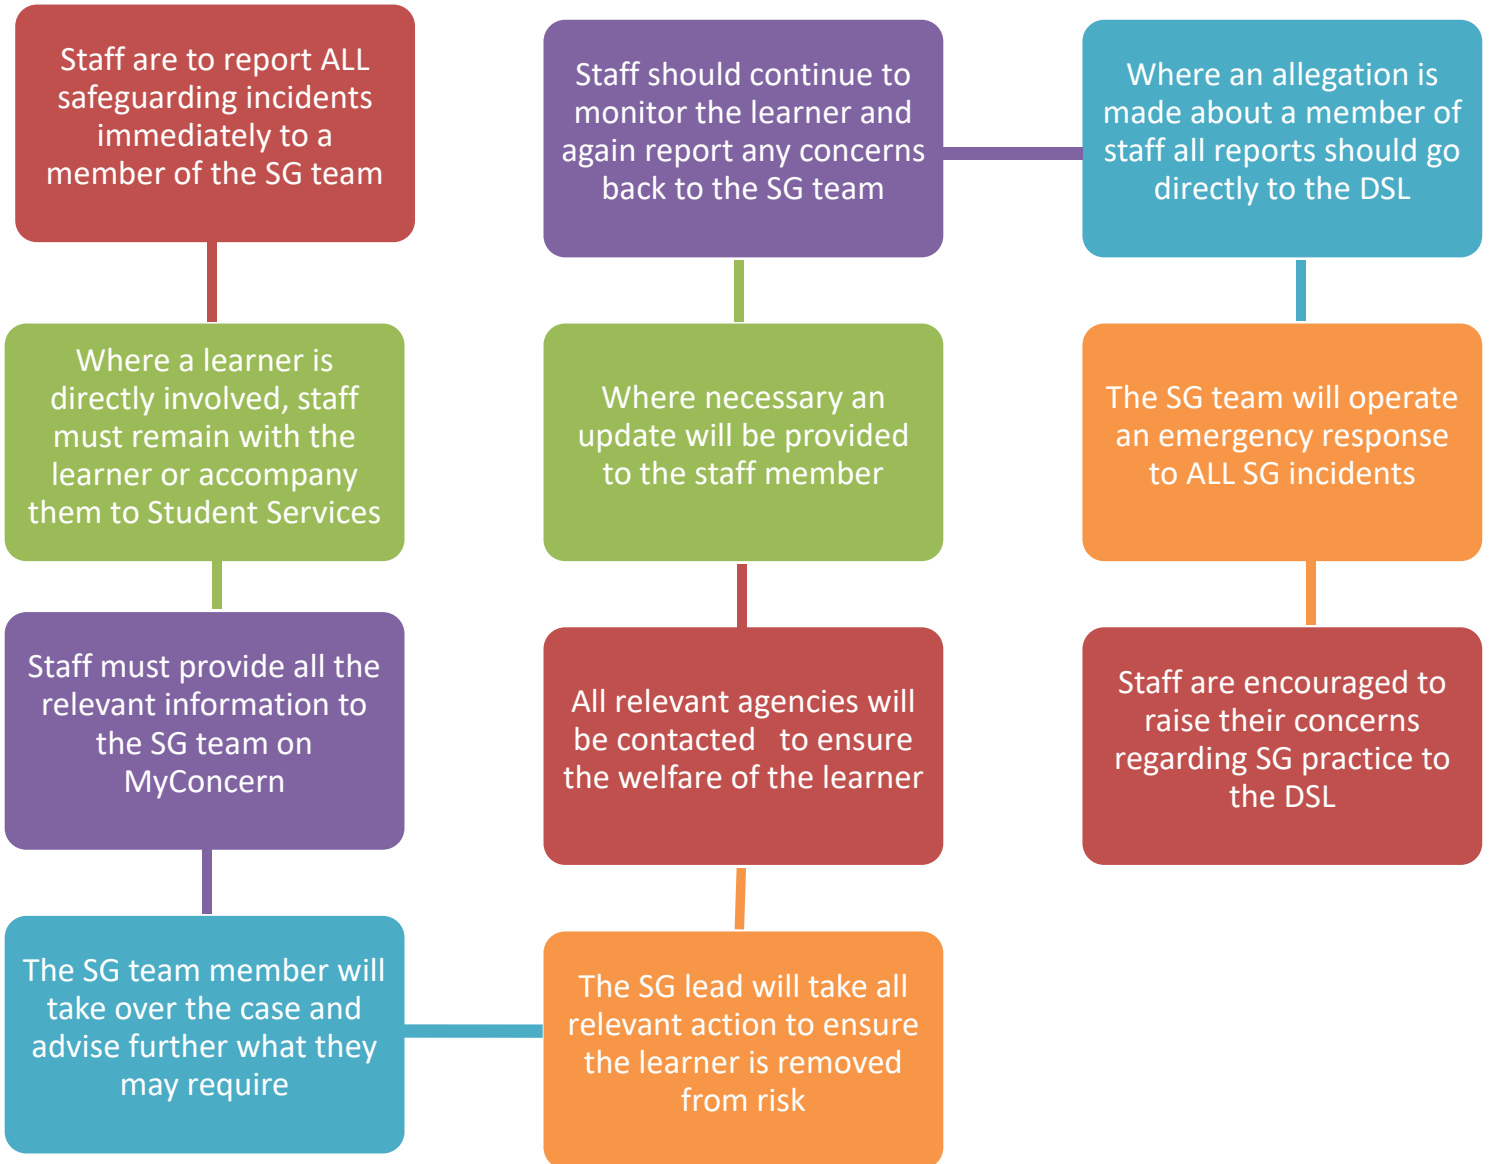 Staff are to report ALL
safeguarding incidents
immediately to a
member of the SG team
Where a learner is
directly involved, staff
must remain with the
learner or accompany
them to Student Services
Staff must provide all the
relevant information to
the SG team on
MyConcern
The SG team member will
take over the case and
advise further what they
may require
The SG lead will take all
relevant action to ensure
the learner is removed
from risk
All relevant agencies will
be contacted   to ensure
the welfare of the learner
Where necessary an
update will be provided
to the staff member
Staff should continue to
monitor the learner and
again report any concerns
back to the SG team
Where an allegation is
made about a member of
staff all reports should go
directly to the DSL
The SG team will operate
an emergency response
to ALL SG incidents
Staff are encouraged to
raise their concerns
regarding SG practice to
the DSL